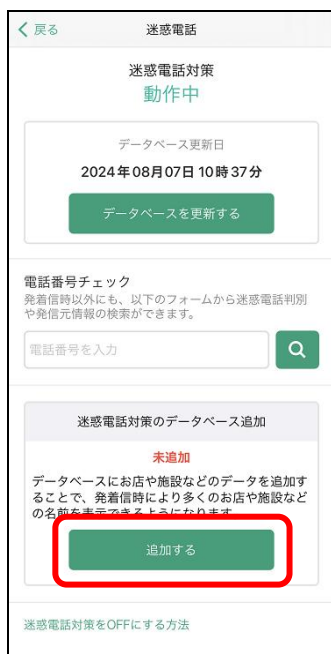 戻る 迷惑電話
迷惑電話対策
動作中
データベース更新日
2024年08月07日 10時37分
データベースを更新する
電話番号チェック
発着信時以外にも、以下のフォームから迷惑電話判別
や発信元情報の検索ができます。
電話番号を入力
迷惑電話対策のデータベース追加
未追加
データベースにお店や施設などのデータを追加す
ることで、発着信時により多くのお店や施設など
の名前を表示できるようになります。
追加する
迷惑電話対策をOFFにする方法